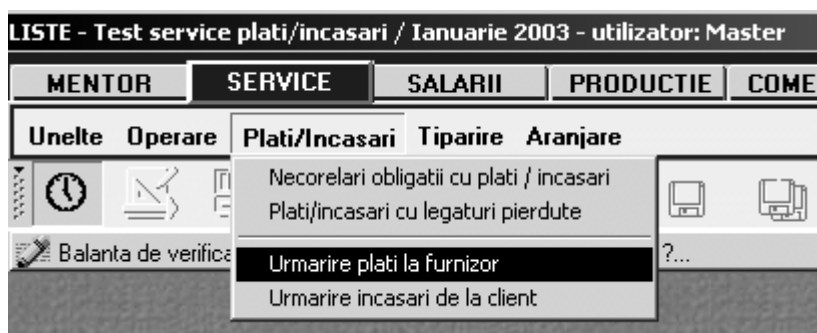 LISTE - Test service plati/incasari / Ianuarie 2003 - utilizator: Master
MENTOR SERVICE SALARII PRODUCTIE COME
Unelte Operare Plati/Incasari Tiparire Aranjare
Necorelari obligatii cu plati / incasari
Plati/incasari cu legaturi pierdute
Balanta de verifica ?...
Urmarire plati la furnizor
Urmarire incasari de la client